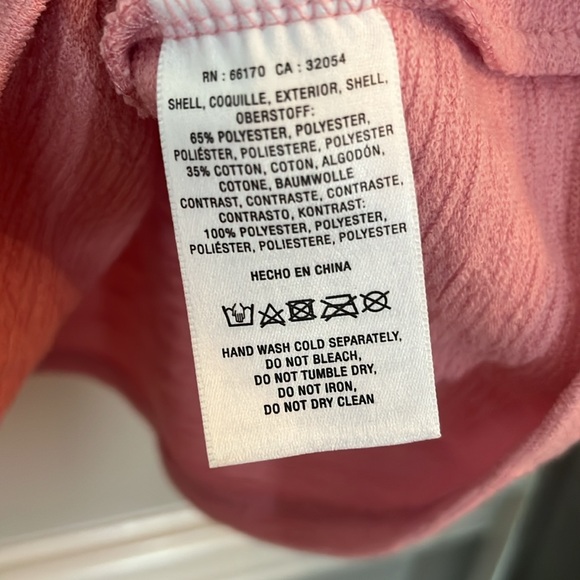 RN : 66170 CA : 32054
SHELL, COQUILLE, EXTERIOR, SHELL,
OBERSTOFF:
65% POLYESTER, POLYESTER,
POLIÉSTER, POLIESTERE, POLYESTER
35% COTTON, COTON, ALGODÓN,
COTONE, BAUMWOLLE
CONTRAST, CONTRASTE, CONTRASTE,
CONTRASTO, KONTRAST:
100% POLYESTER, POLYESTER,
POLIÉSTER, POLIESTERE, POLYESTER
HECHO EN CHINA
HAND WASH COLD SEPARATELY,
DO NOT BLEACH,
DO NOT TUMBLE DRY,
DO NOT IRON,
DO NOT DRY CLEAN